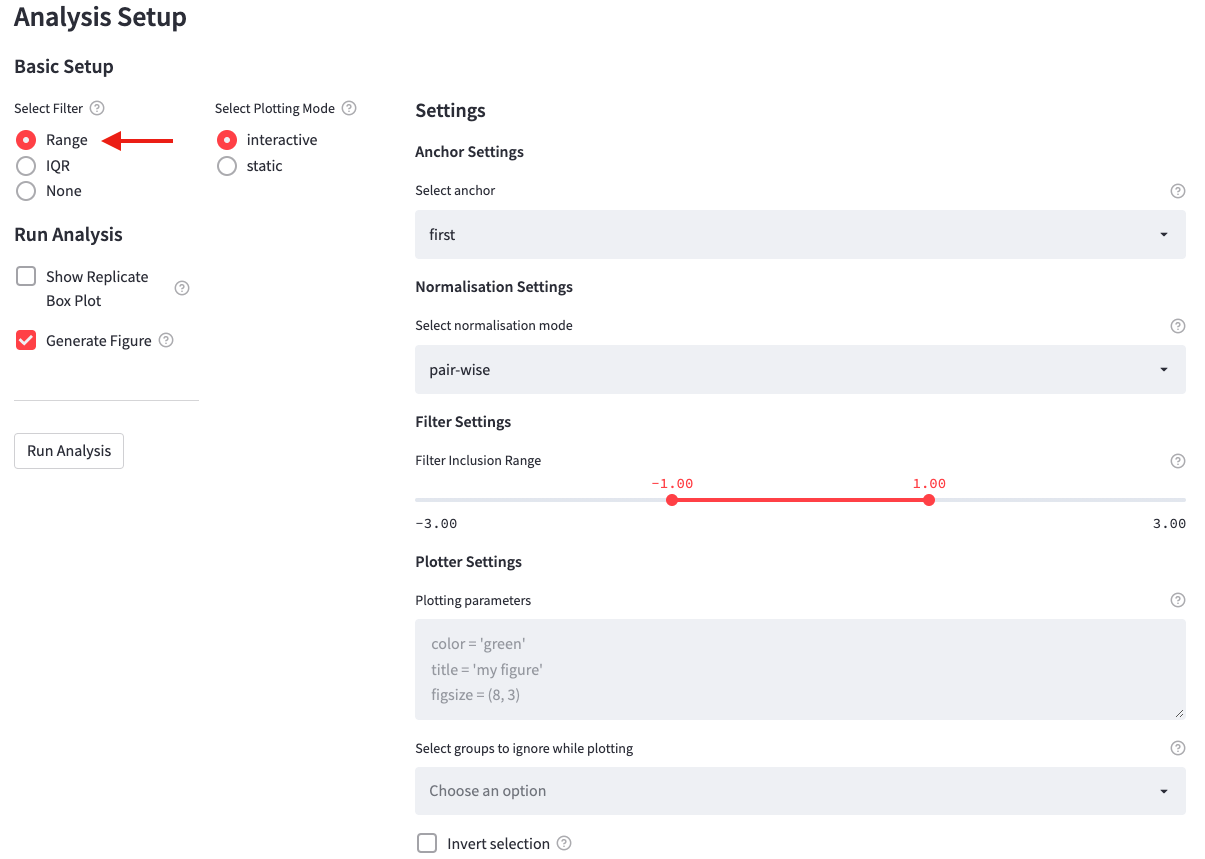 Analysis Setup
Basic Setup
Select Filter
Range
IQR
None
Select Plotting Mode
interactive
static
Run Analysis
Show Replicate
Box Plot
Generate Figure
Run Analysis
Settings
Anchor Settings
Select anchor
first
Normalisation Settings
Select normalisation mode
pair-wise
Filter Settings
Filter Inclusion Range
-1.00 1.00
-3.00 3.00
Plotter Settings
Plotting parameters
color = 'green'
title = 'my figure'
figsize = (8, 3)
Select groups to ignore while plotting
Choose an option
Invert selection